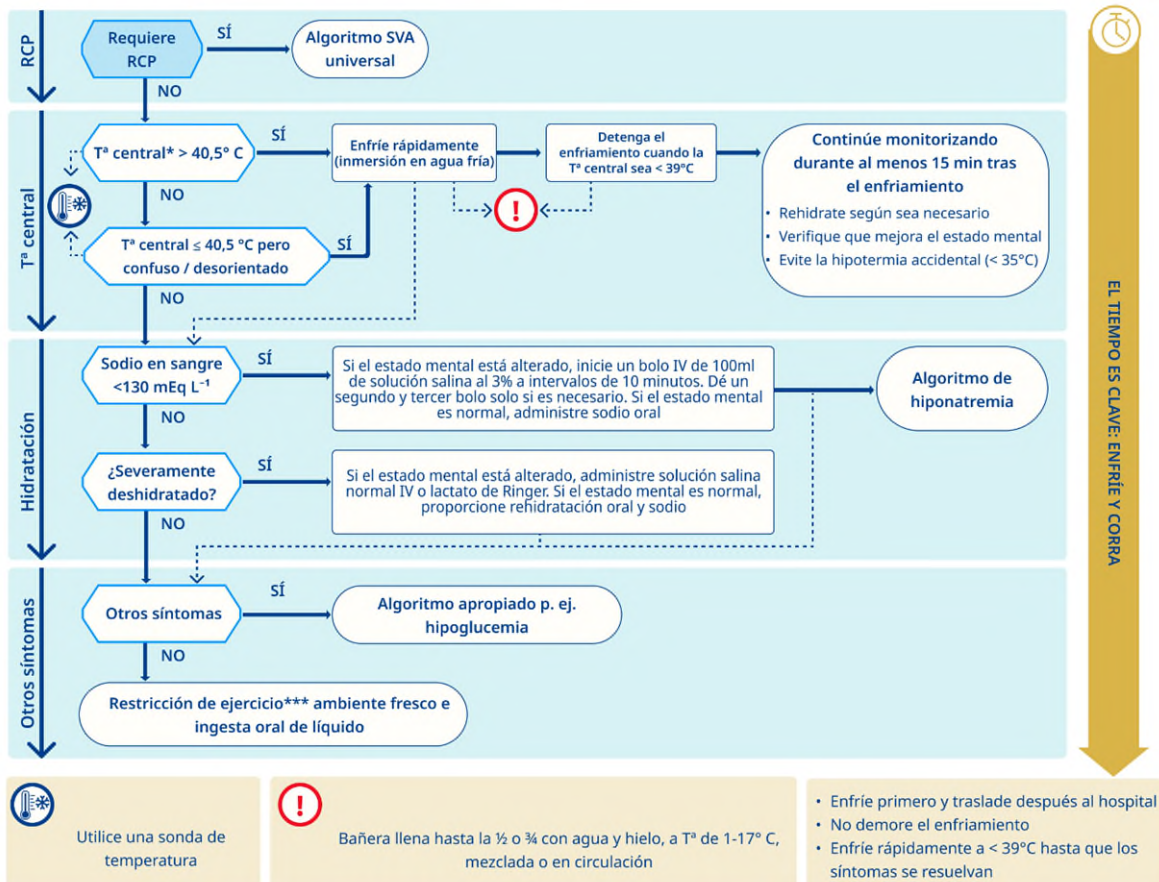 RCP
Requiere
RCP
SÍ
Algoritmo SVA
universal
NO
Tª central
Tª central* > 40,5° C
SÍ
Enfríe rápidamente
(inmersión en agua fría)
Detenga el
enfriamiento cuando la
Tª central sea < 39°C
Continúe monitorizando
durante al menos 15 min tras
el enfriamiento
• Rehidrate según sea necesario
• Verifique que mejora el estado mental
• Evite la hipotermia accidental (< 35°C)
!
NO
Tª central ≤ 40,5 °C pero
confuso / desorientado
SÍ
NO
Hidratación
Sodio en sangre
<130 mEq L⁻¹
SÍ
Si el estado mental está alterado, inicie un bolo IV de 100ml
de solución salina al 3% a intervalos de 10 minutos. Dé un
segundo y tercer bolo solo si es necesario. Si el estado mental
es normal, administre sodio oral
Algoritmo de
hiponatremia
NO
¿Severamente
deshidratado?
SÍ
Si el estado mental está alterado, administre solución salina
normal IV o lactato de Ringer. Si el estado mental es normal,
proporcione rehidratación oral y sodio
NO
Otros síntomas
Otros síntomas
SÍ
Algoritmo apropiado p. ej.
hipoglucemia
NO
Restricción de ejercicio*** ambiente fresco e
ingesta oral de líquido
EL TIEMPO ES CLAVE: ENFRÍE Y CORRA
Utilice una sonda de
temperatura
!
Bañera llena hasta la ½ o ¾ con agua y hielo, a Tª de 1-17° C,
mezclada o en circulación
• Enfríe primero y traslade después al hospital
• No demore el enfriamiento
• Enfríe rápidamente a < 39°C hasta que los
síntomas se resuelvan